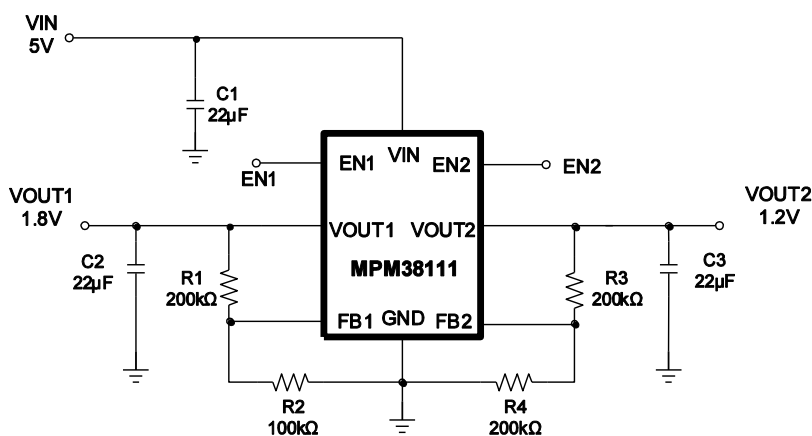 VIN
5V
C1
22µF
EN1
EN1
VIN
EN2
EN2
VOUT1
1.8V
VOUT2
1.2V
VOUT1
VOUT2
MPM38111
C2
22µF
R1
200kΩ
R3
200kΩ
C3
22µF
FB1
GND
FB2
R2
100kΩ
R4
200kΩ